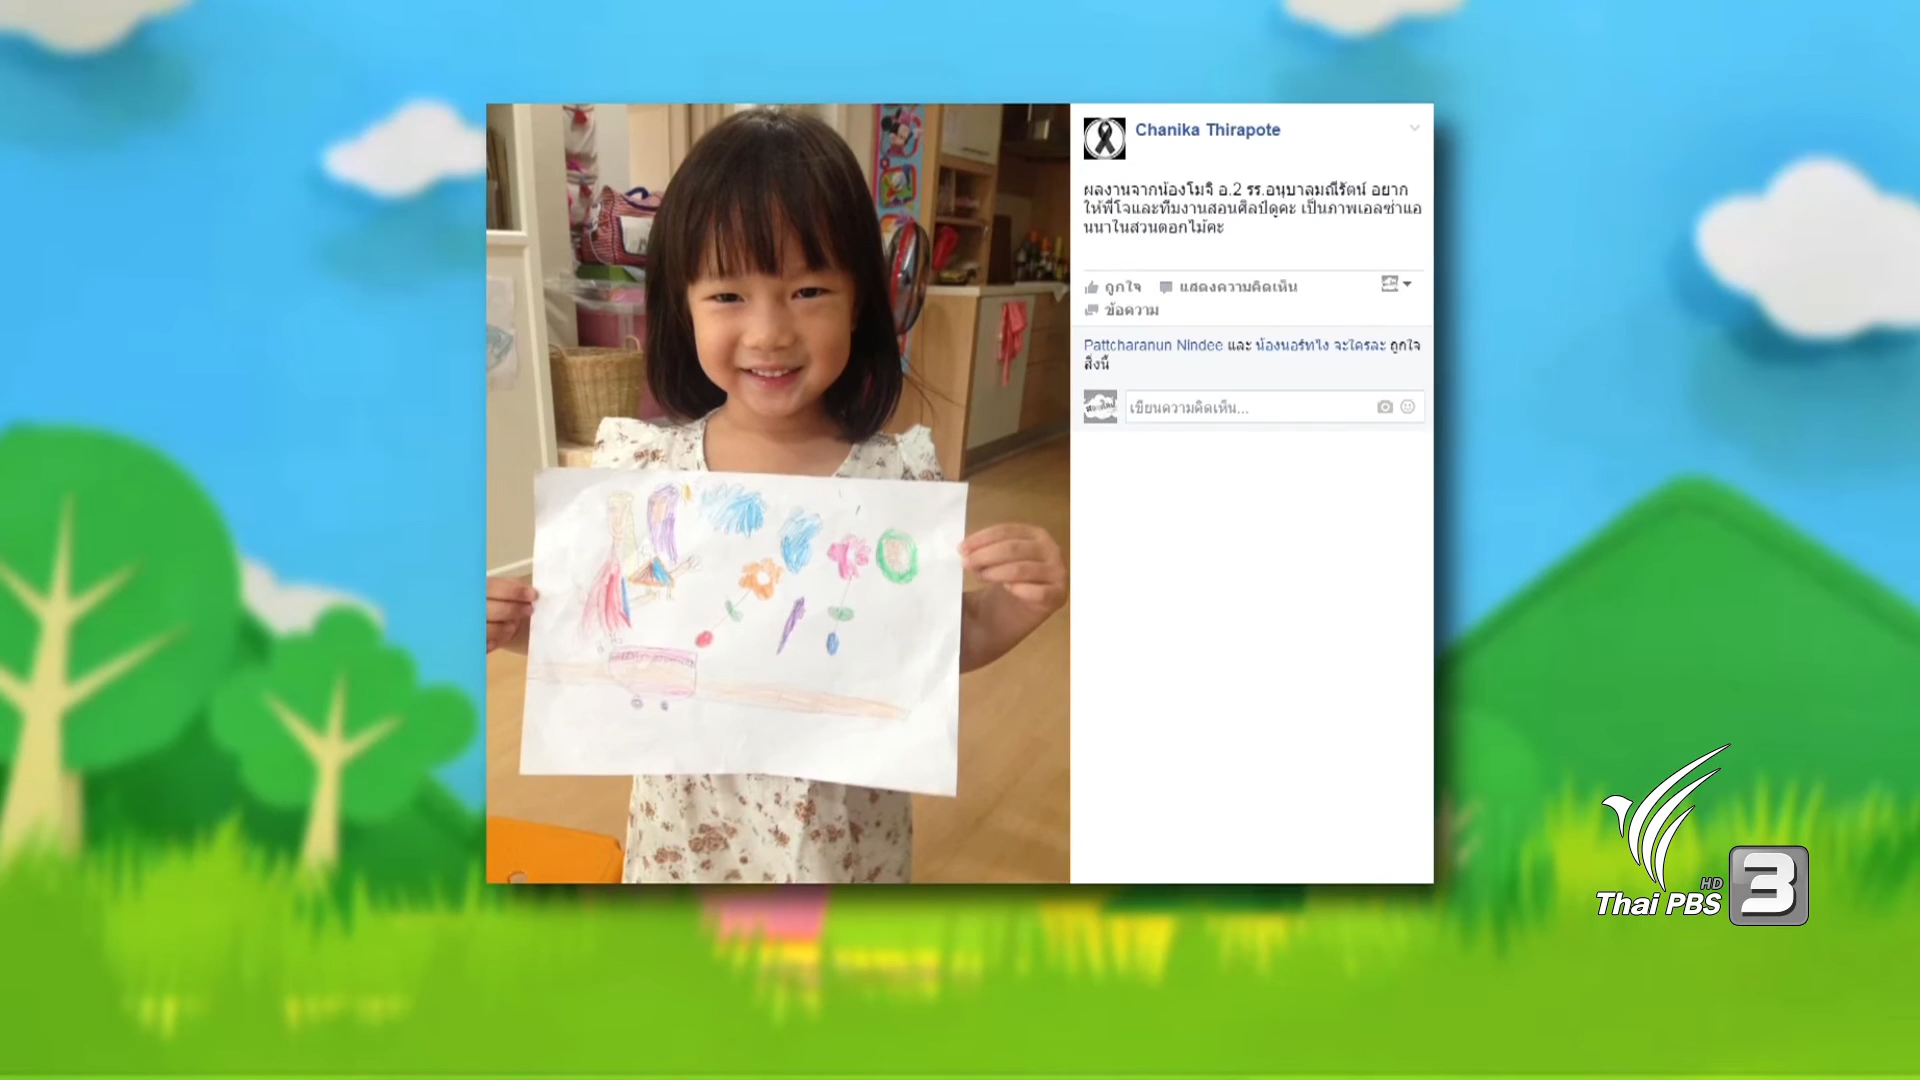 Chanika Thirapote
ผลงานจากน้องโมจิ อ.2 รร.อนุบาลมณีรัตน์ อยาก
ให้พี่โจและทีมงานสอนศิลป์ดูคะ เป็นภาพเอลซ่าแอ
นนาในสวนดอกไม้คะ
ถูกใจ แสดงความคิดเห็น
ข้อความ
Pattcharanun Nindee และ น้องนอร์ทไง จะใครละ ถูกใจ
สิ่งนี้
เขียนความคิดเห็น...
HD
Thai PBS 3